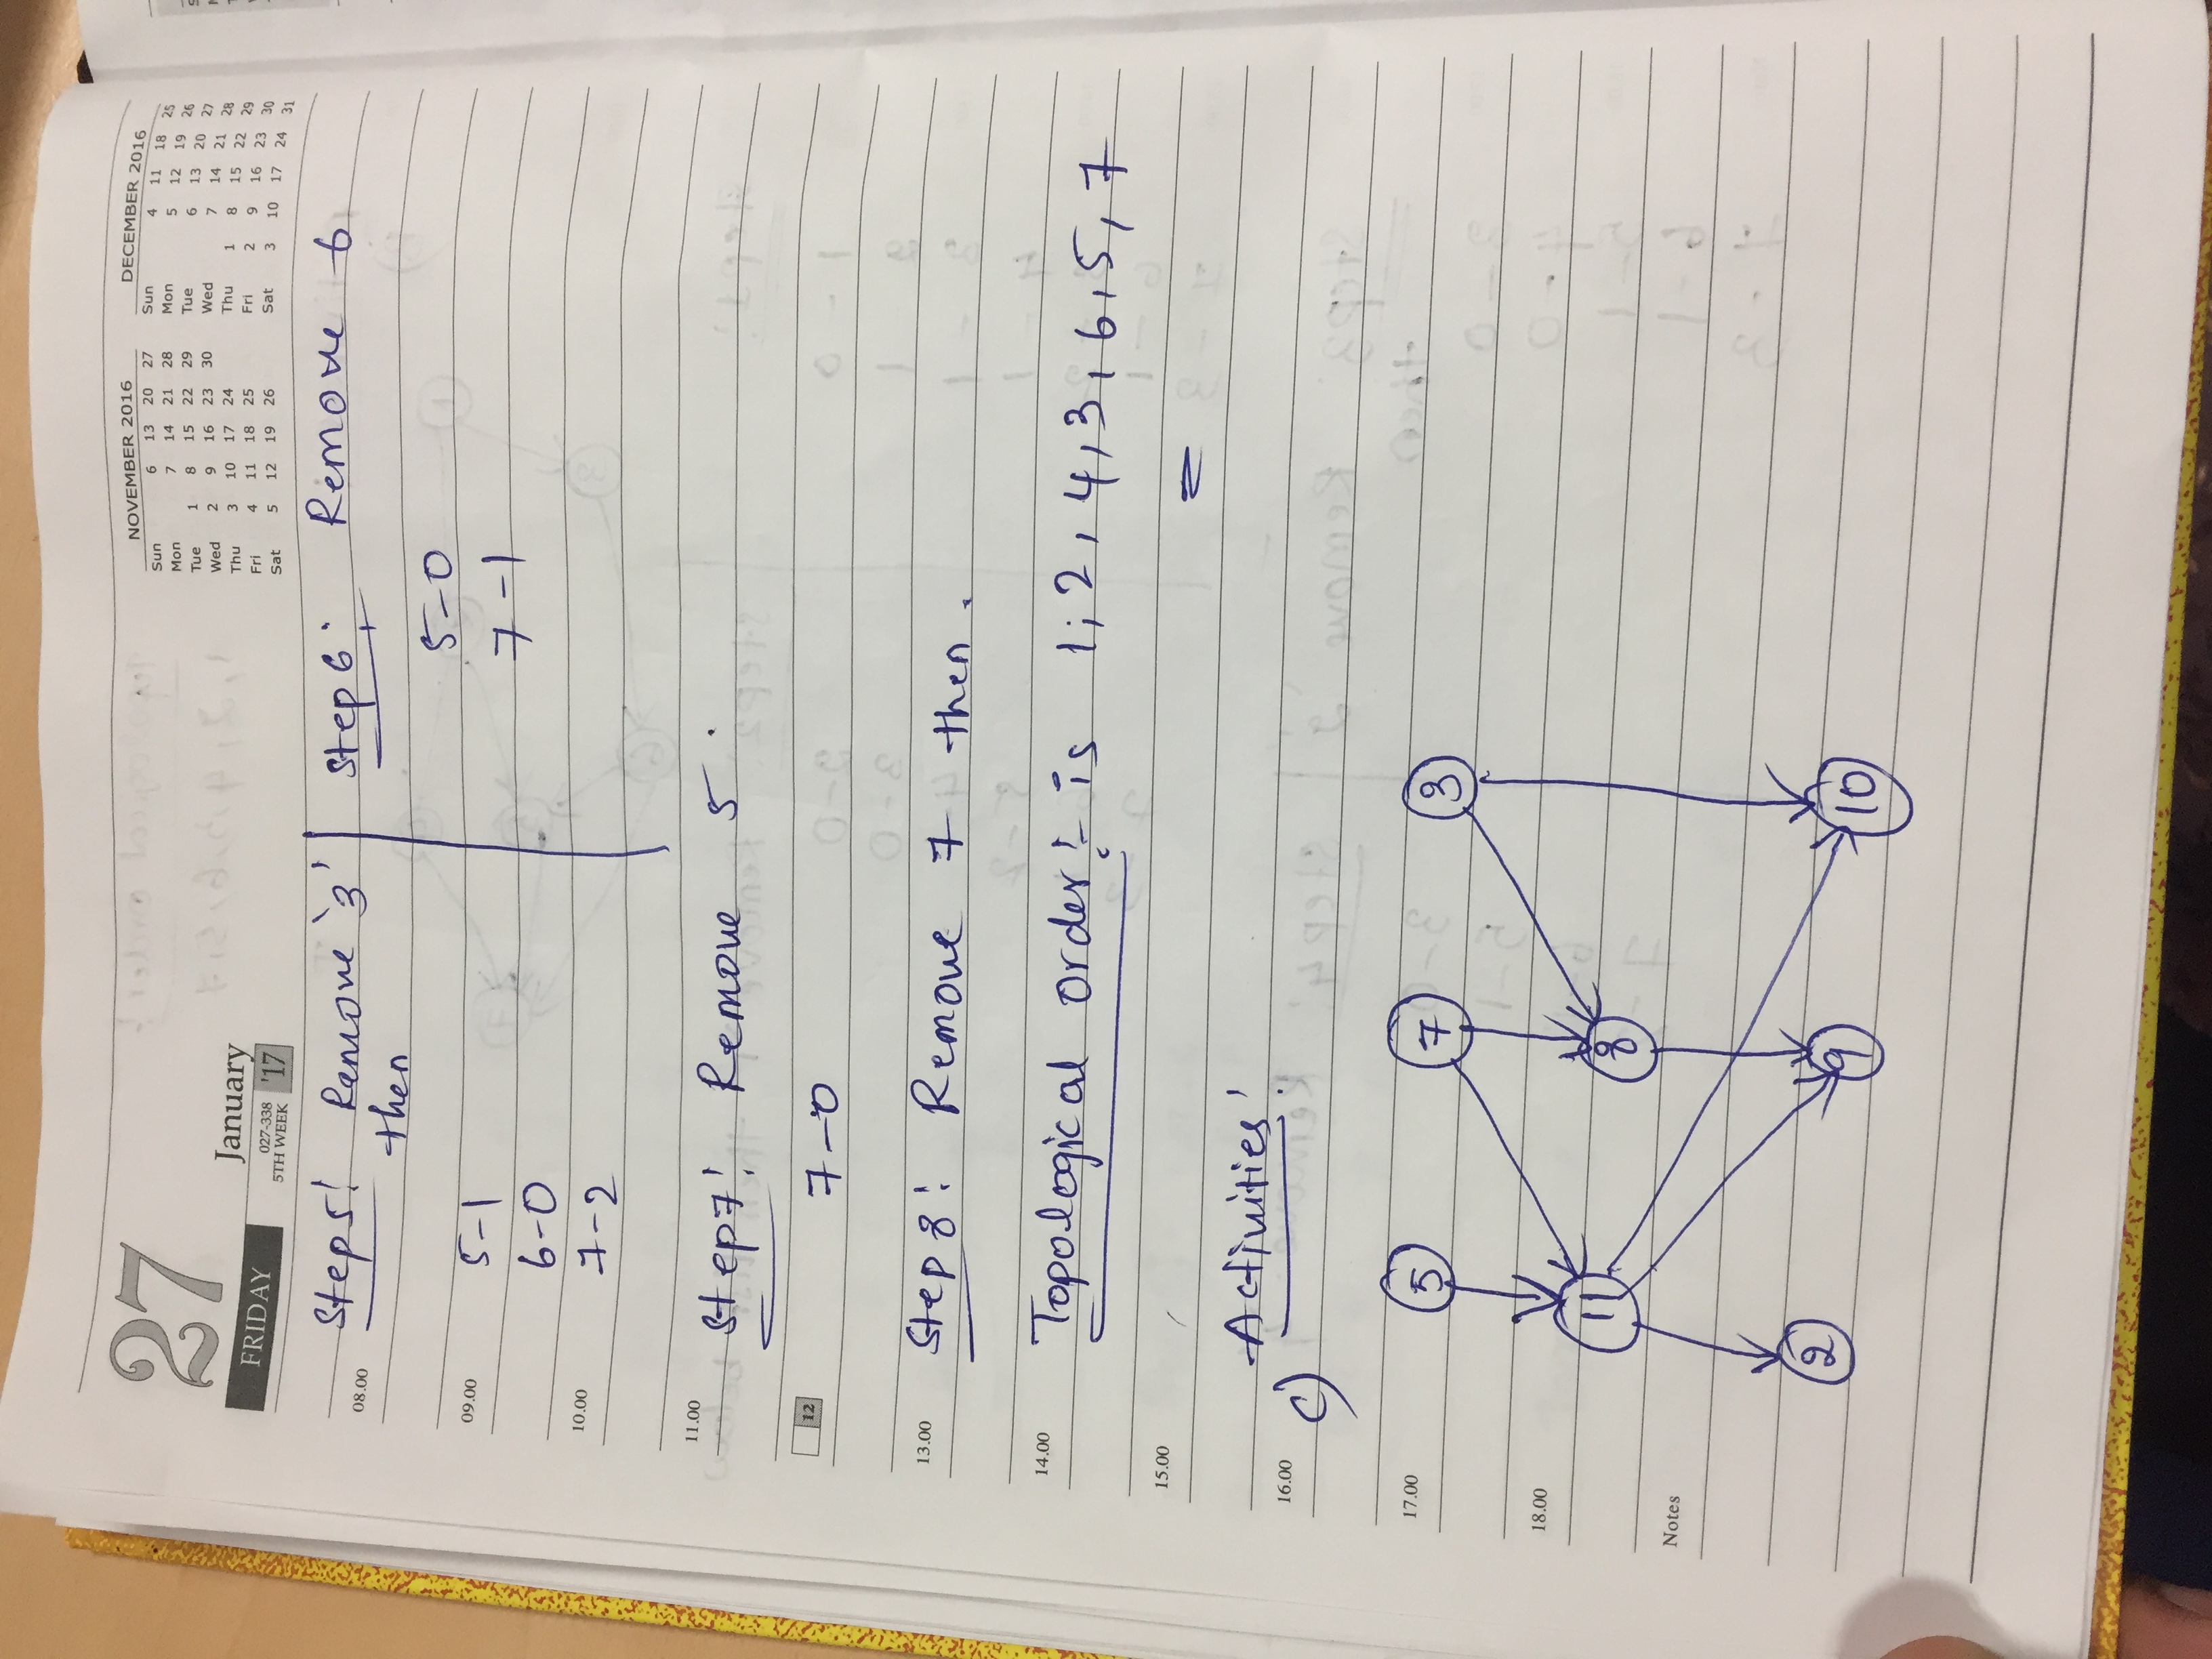 27
FRIDAY
January
027-338
5TH WEEK
'17
NOVEMBER 2016
Sun 6 13 20 27
Mon 7 14 21 28
Tue 1 8 15 22 29
Wed 2 9 16 23 30
Thu 3 10 17 24
Fri 4 11 18 25
Sat 5 12 19 26
DECEMBER 2016
Sun 4 11 18 25
Mon 5 12 19 26
Tue 6 13 20 27
Wed 7 14 21 28
Thu 1 8 15 22 29
Fri 2 9 16 23 30
Sat 3 10 17 24 31
Step5: Remove '3'
then
08.00
5-1
09.00
6-0
7-2
10.00
Step 6: Remove 6
5-0
7-1
11.00
Step7: Remove 5.
12
7-0
13.00
Step 8: Remove 7 then.
14.00
Topological order:- is 1, 2, 4, 3, 6, 5, 7
15.00
Activities:
16.00
c)
17.00
5 7 3
18.00
11 8
Notes
2 9 10